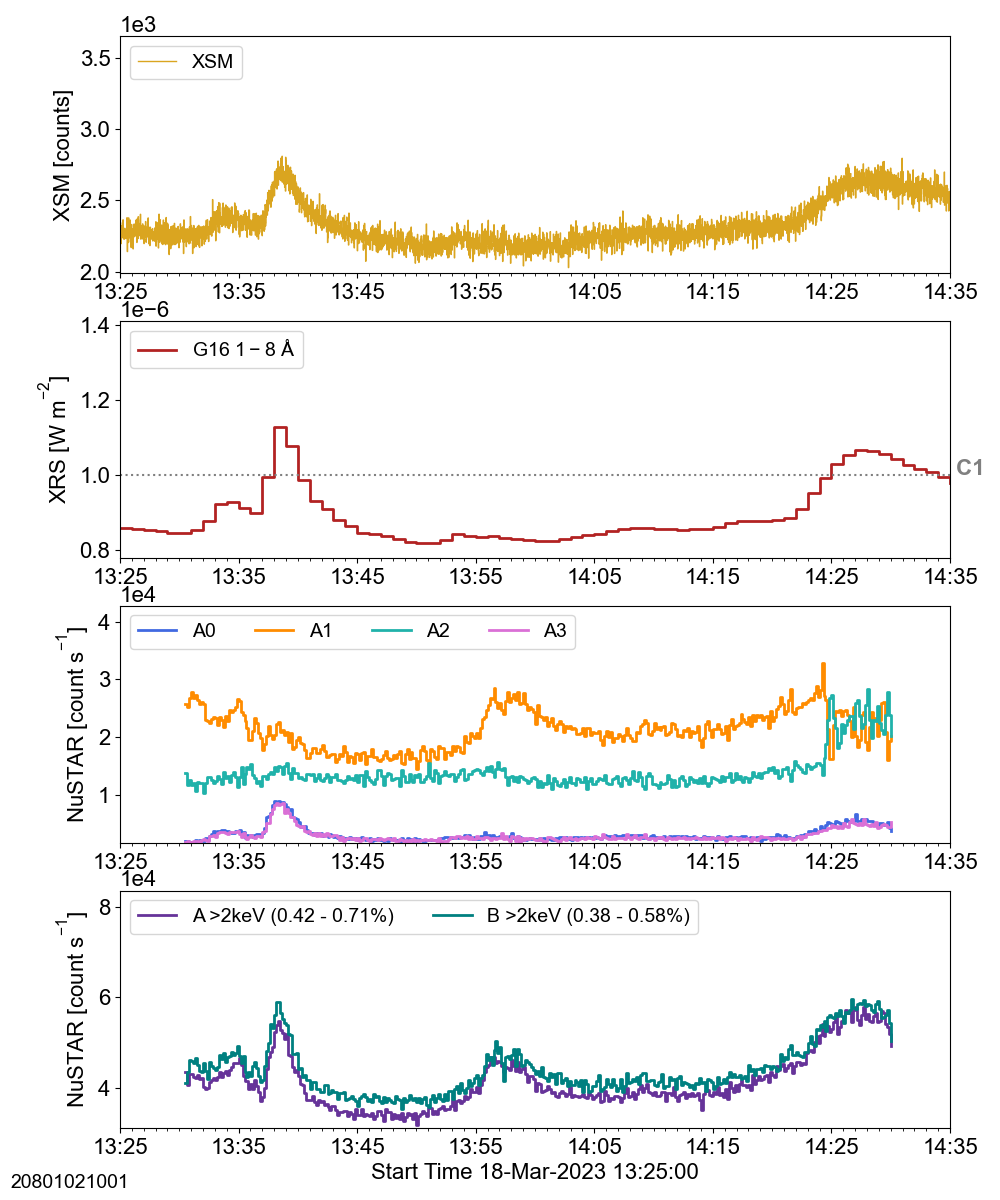 1e3
XSM
XSM [counts]
3.5
3.0
2.5
2.0
13:25 13:35 13:45 13:55 14:05 14:15 14:25 14:35
1e−6
G16 1 − 8 Å
XRS [W m−2]
1.4
1.2
1.0
0.8
C1
13:25 13:35 13:45 13:55 14:05 14:15 14:25 14:35
1e4
A0 A1 A2 A3
NuSTAR [count s−1]
4
3
2
1
13:25 13:35 13:45 13:55 14:05 14:15 14:25 14:35
1e4
A >2keV (0.42 - 0.71%) B >2keV (0.38 - 0.58%)
NuSTAR [count s−1]
8
6
4
13:25 13:35 13:45 13:55 14:05 14:15 14:25 14:35
Start Time 18-Mar-2023 13:25:00
20801021001